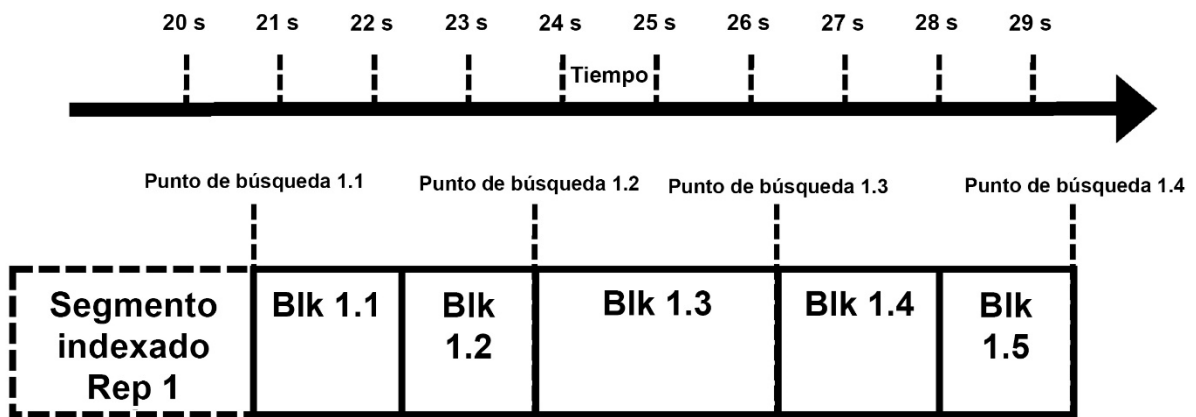 20 s 21 s 22 s 23 s 24 s 25 s 26 s 27 s 28 s 29 s
Tiempo
Punto de búsqueda 1.1 Punto de búsqueda 1.2 Punto de búsqueda 1.3 Punto de búsqueda 1.4
Segmento
indexado
Rep 1
Blk 1.1
Blk
1.2
Blk 1.3
Blk 1.4
Blk
1.5